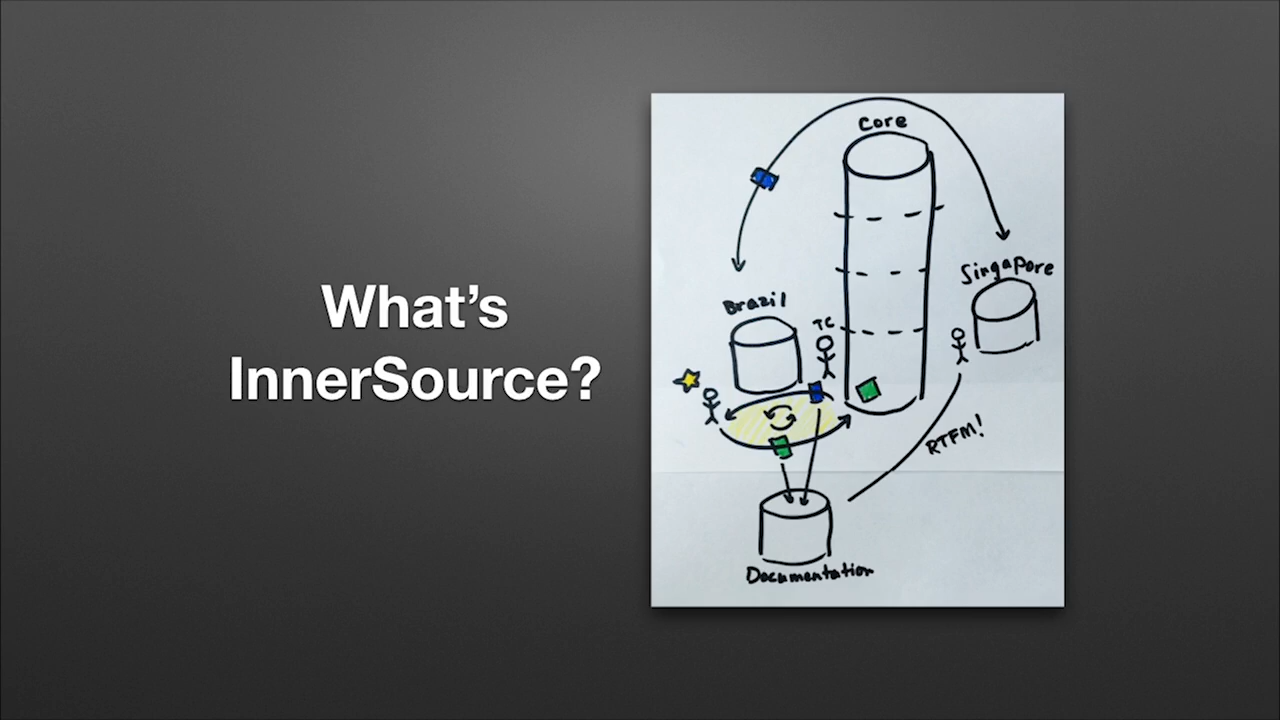 What's
InnerSource?
Core
Singapore
Brazil
TC
RTFM!
Documentation